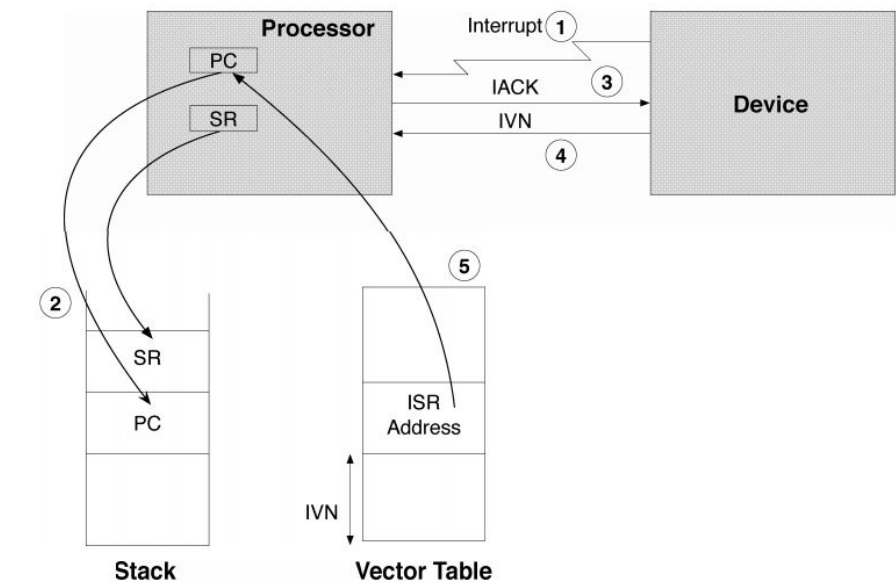 Processor
Interrupt 1
PC
3
IACK
Device
SR
IVN
4
5
2
SR
PC
ISR
Address
IVN
Stack
Vector Table